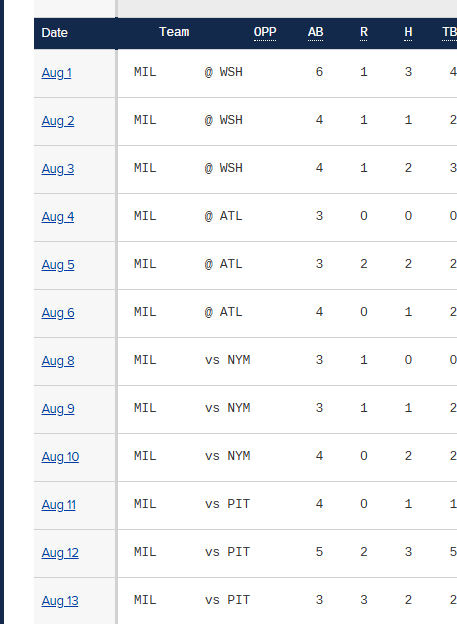 Date Team OPP AB R H TB
Aug 1 MIL @ WSH 6 1 3 4
Aug 2 MIL @ WSH 4 1 1 2
Aug 3 MIL @ WSH 4 1 2 3
Aug 4 MIL @ ATL 3 0 0 0
Aug 5 MIL @ ATL 3 2 2 2
Aug 6 MIL @ ATL 4 0 1 2
Aug 8 MIL vs NYM 3 1 0 0
Aug 9 MIL vs NYM 3 1 1 2
Aug 10 MIL vs NYM 4 0 2 2
Aug 11 MIL vs PIT 4 0 1 1
Aug 12 MIL vs PIT 5 2 3 5
Aug 13 MIL vs PIT 3 3 2 2